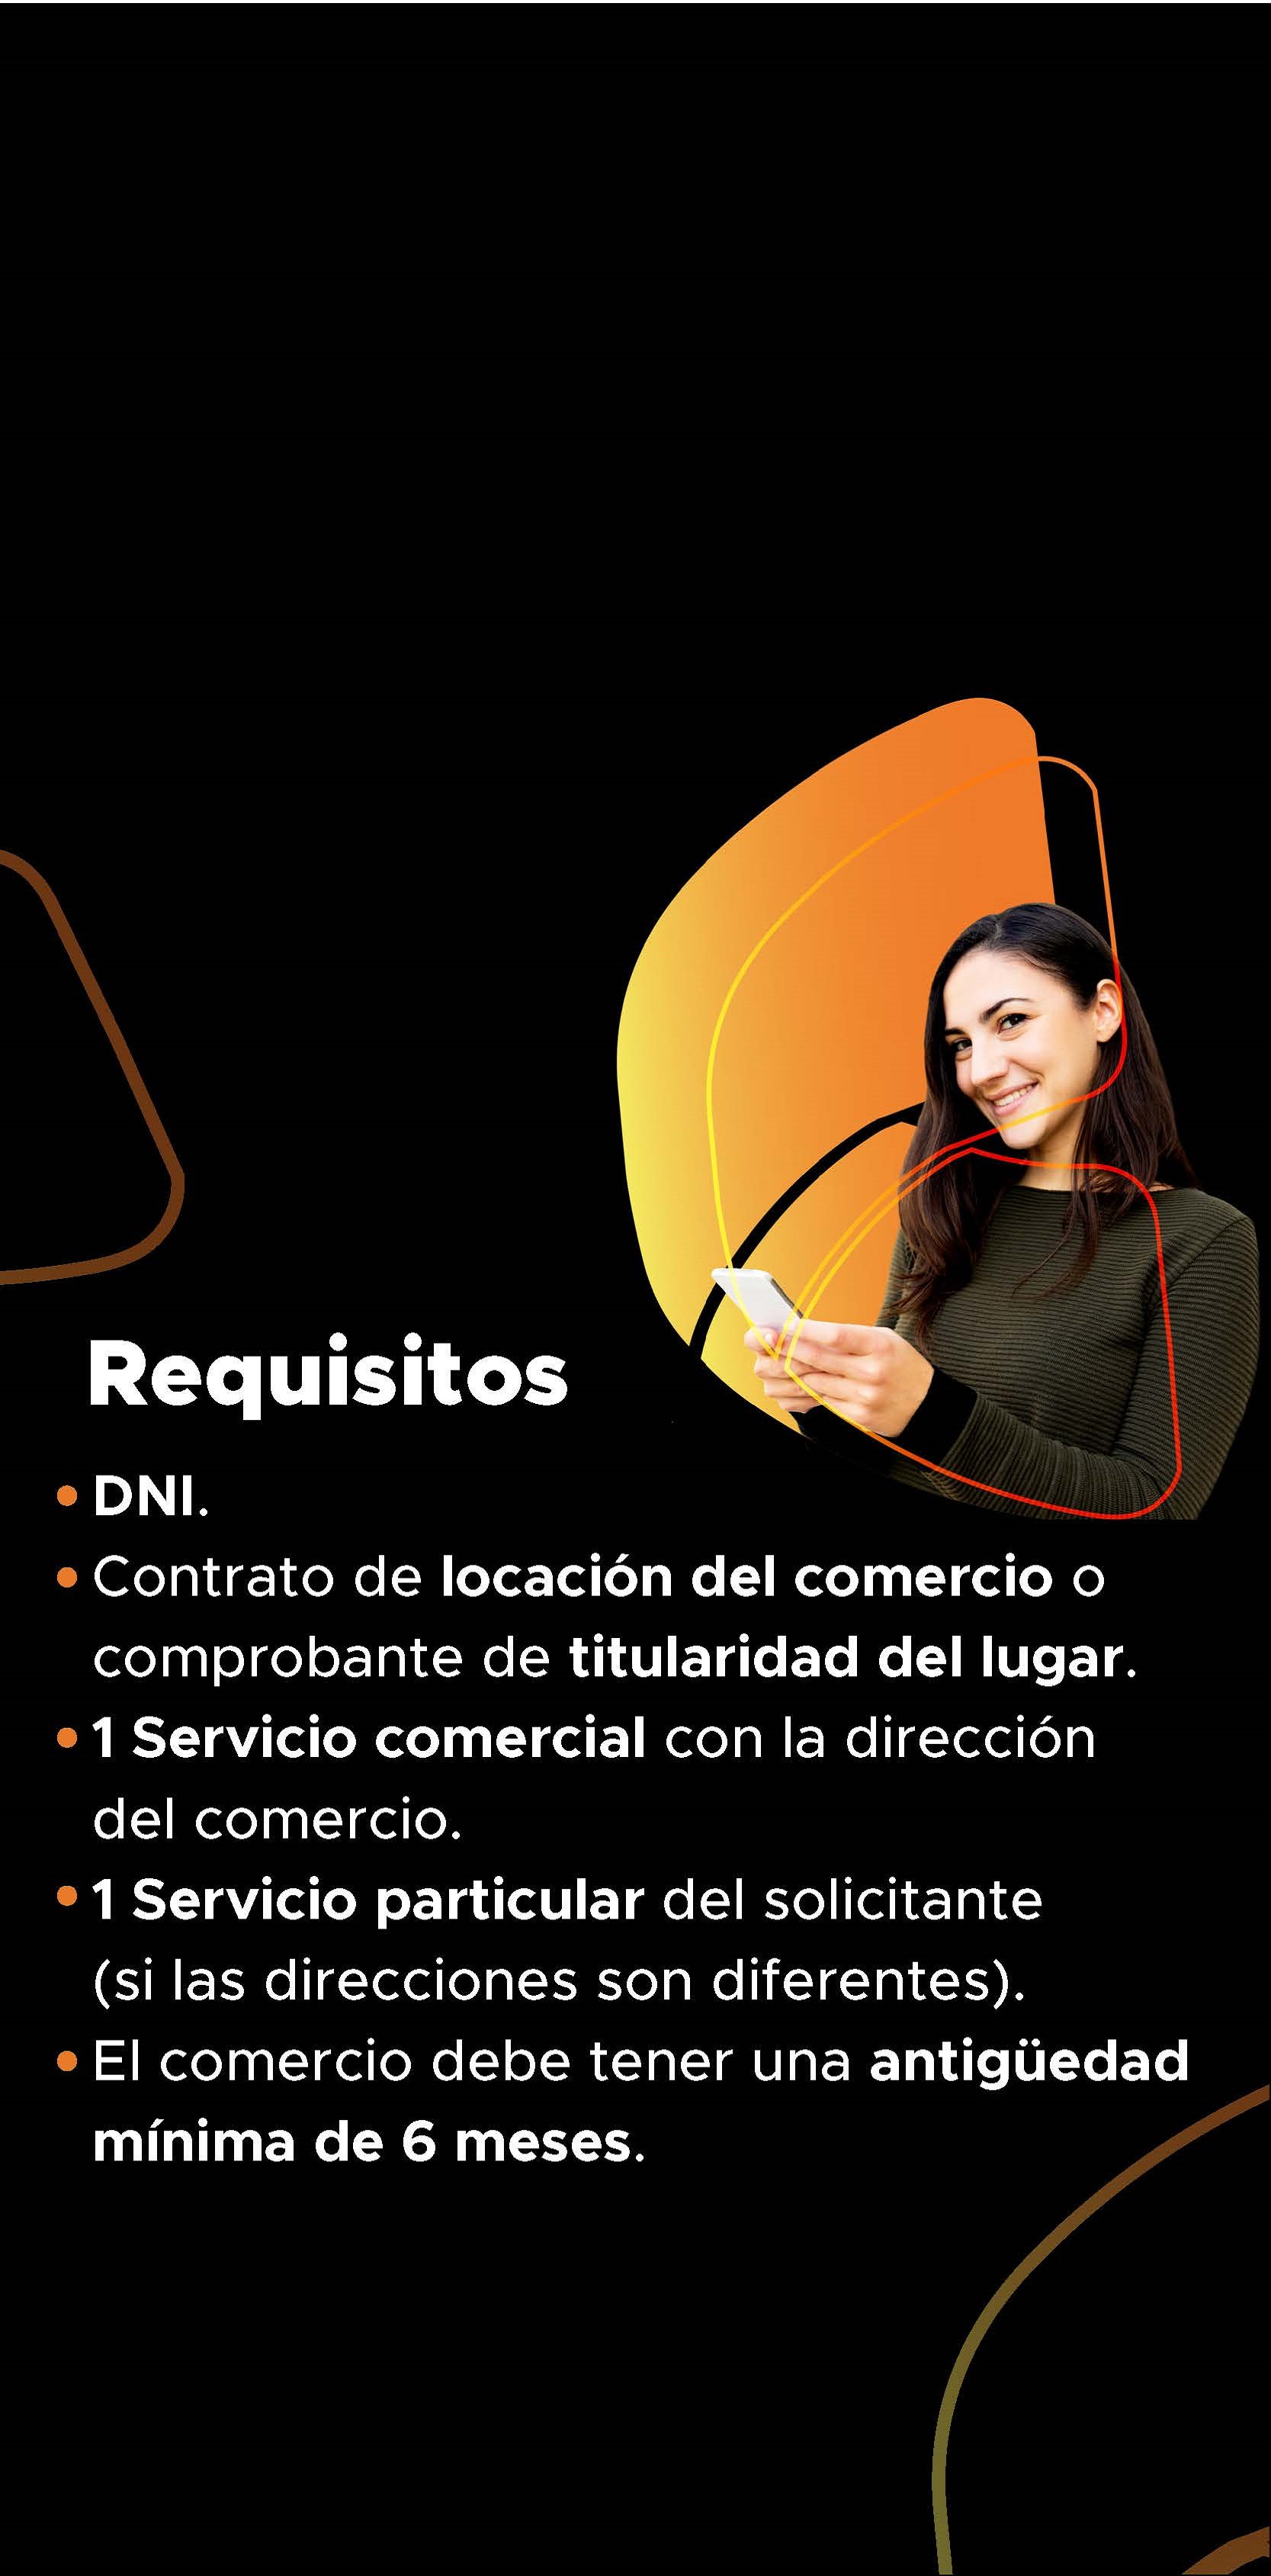 Requisitos
• DNI.
• Contrato de locación del comercio o
comprobante de titularidad del lugar.
• 1 Servicio comercial con la dirección
del comercio.
• 1 Servicio particular del solicitante
(si las direcciones son diferentes).
• El comercio debe tener una antigüedad
mínima de 6 meses.